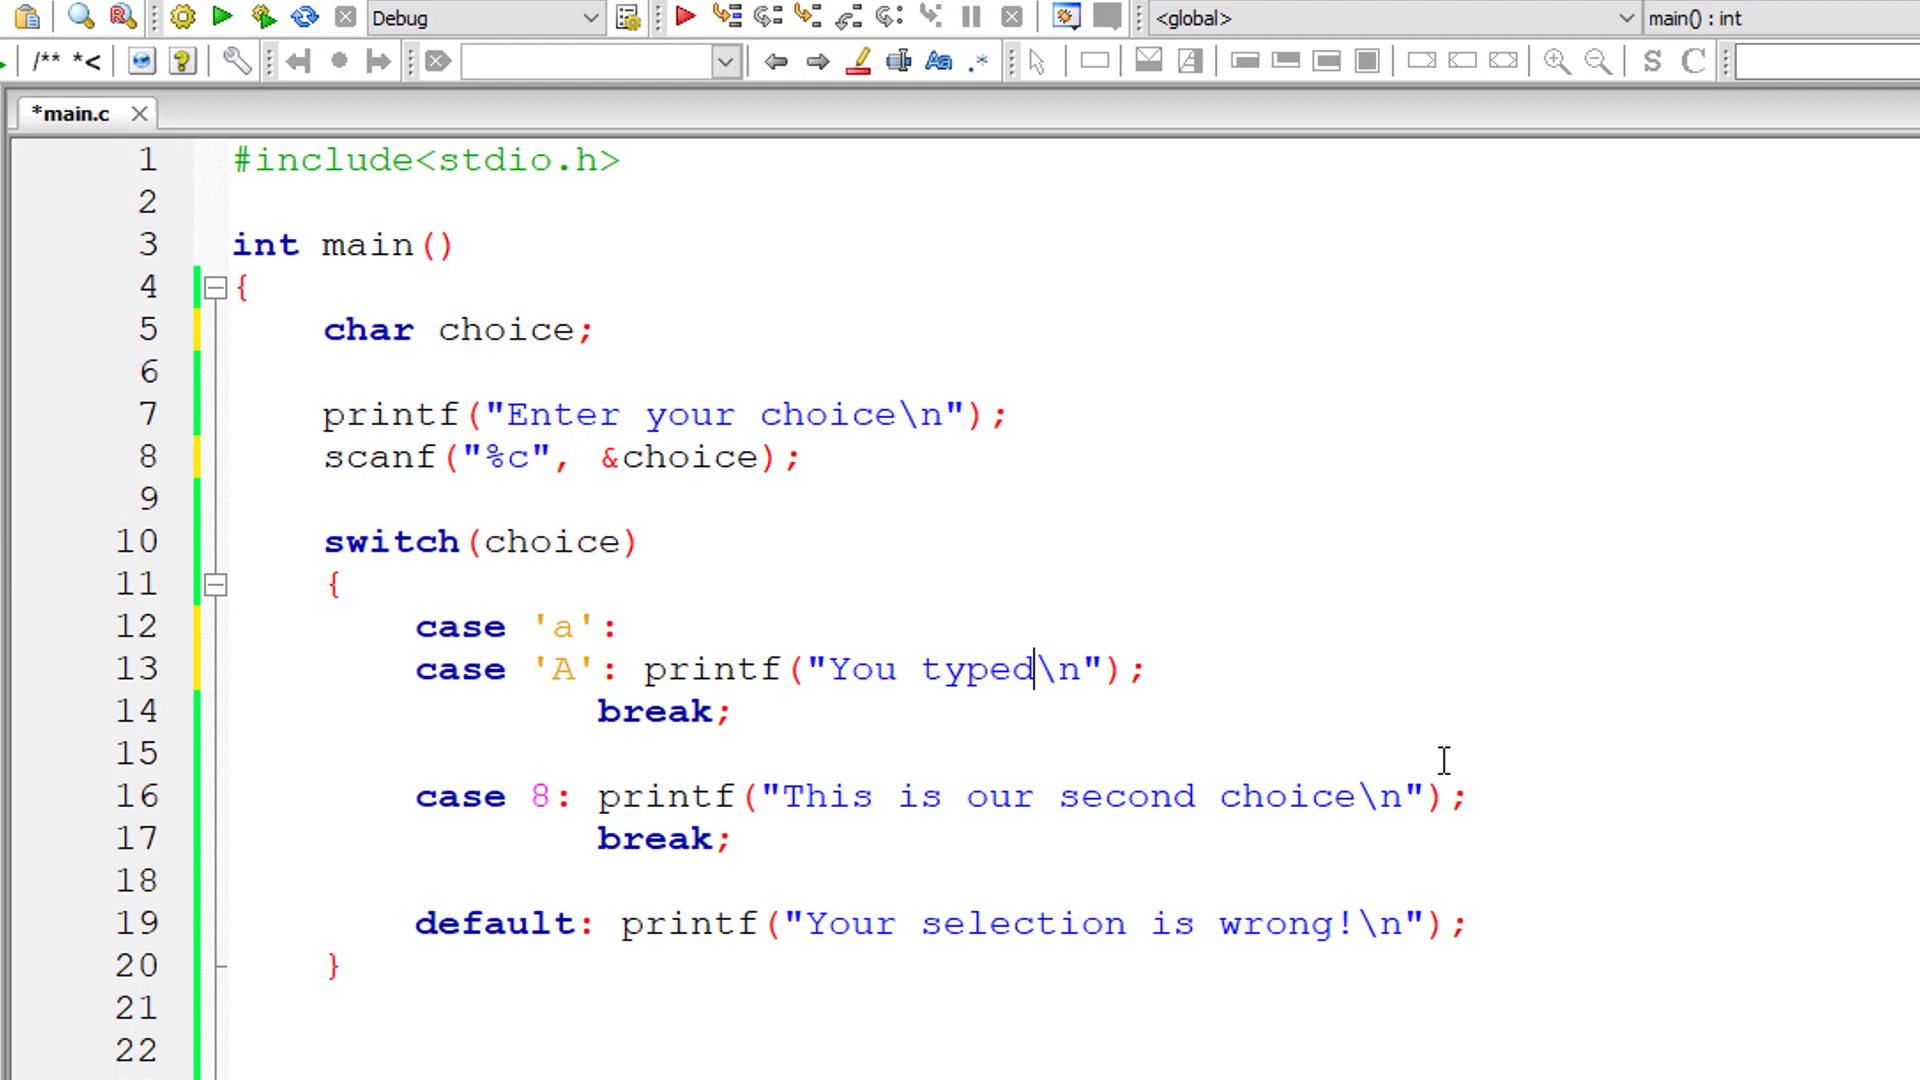 Debug <global> main() : int
/** *< Aa .* S C
*main.c
1 #include<stdio.h>
2
3 int main()
4 {
5 char choice;
6
7 printf("Enter your choice\n");
8 scanf("%c", &choice);
9
10 switch(choice)
11 {
12 case 'a':
13 case 'A': printf("You typed\n");
14 break;
15
16 case 8: printf("This is our second choice\n");
17 break;
18
19 default: printf("Your selection is wrong!\n");
20 }
21
22